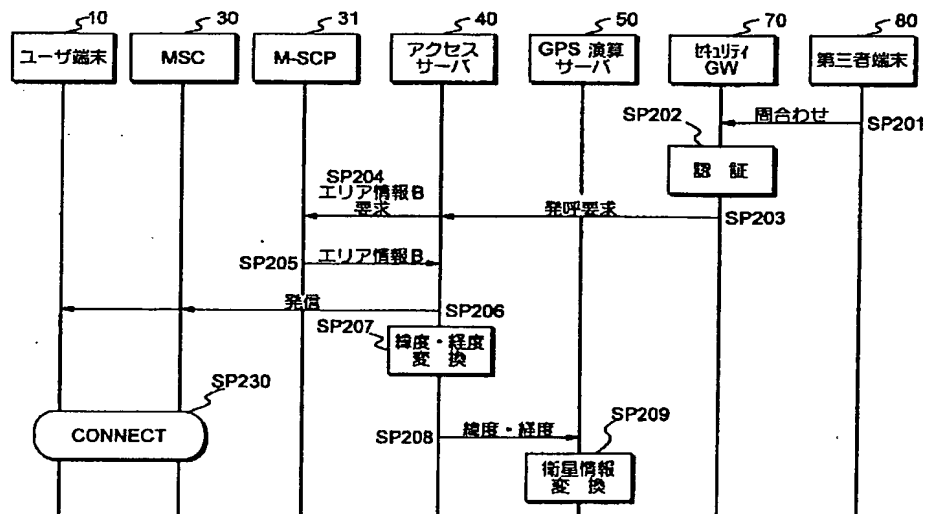 10
30
31
40
50
70
80
ユーザ端末
MSC
M-SCP
アクセス
サーバ
GPS 演算
サーバ
セキュリティ
GW
第三者端末
問合わせ
SP201
SP202
認 証
SP204
エリア情報B
要求
発呼要求
SP203
SP205
エリア情報B
発信
SP206
SP207
緯度・経度
変 換
SP230
CONNECT
SP208
緯度・経度
SP209
衛星情報
変 換